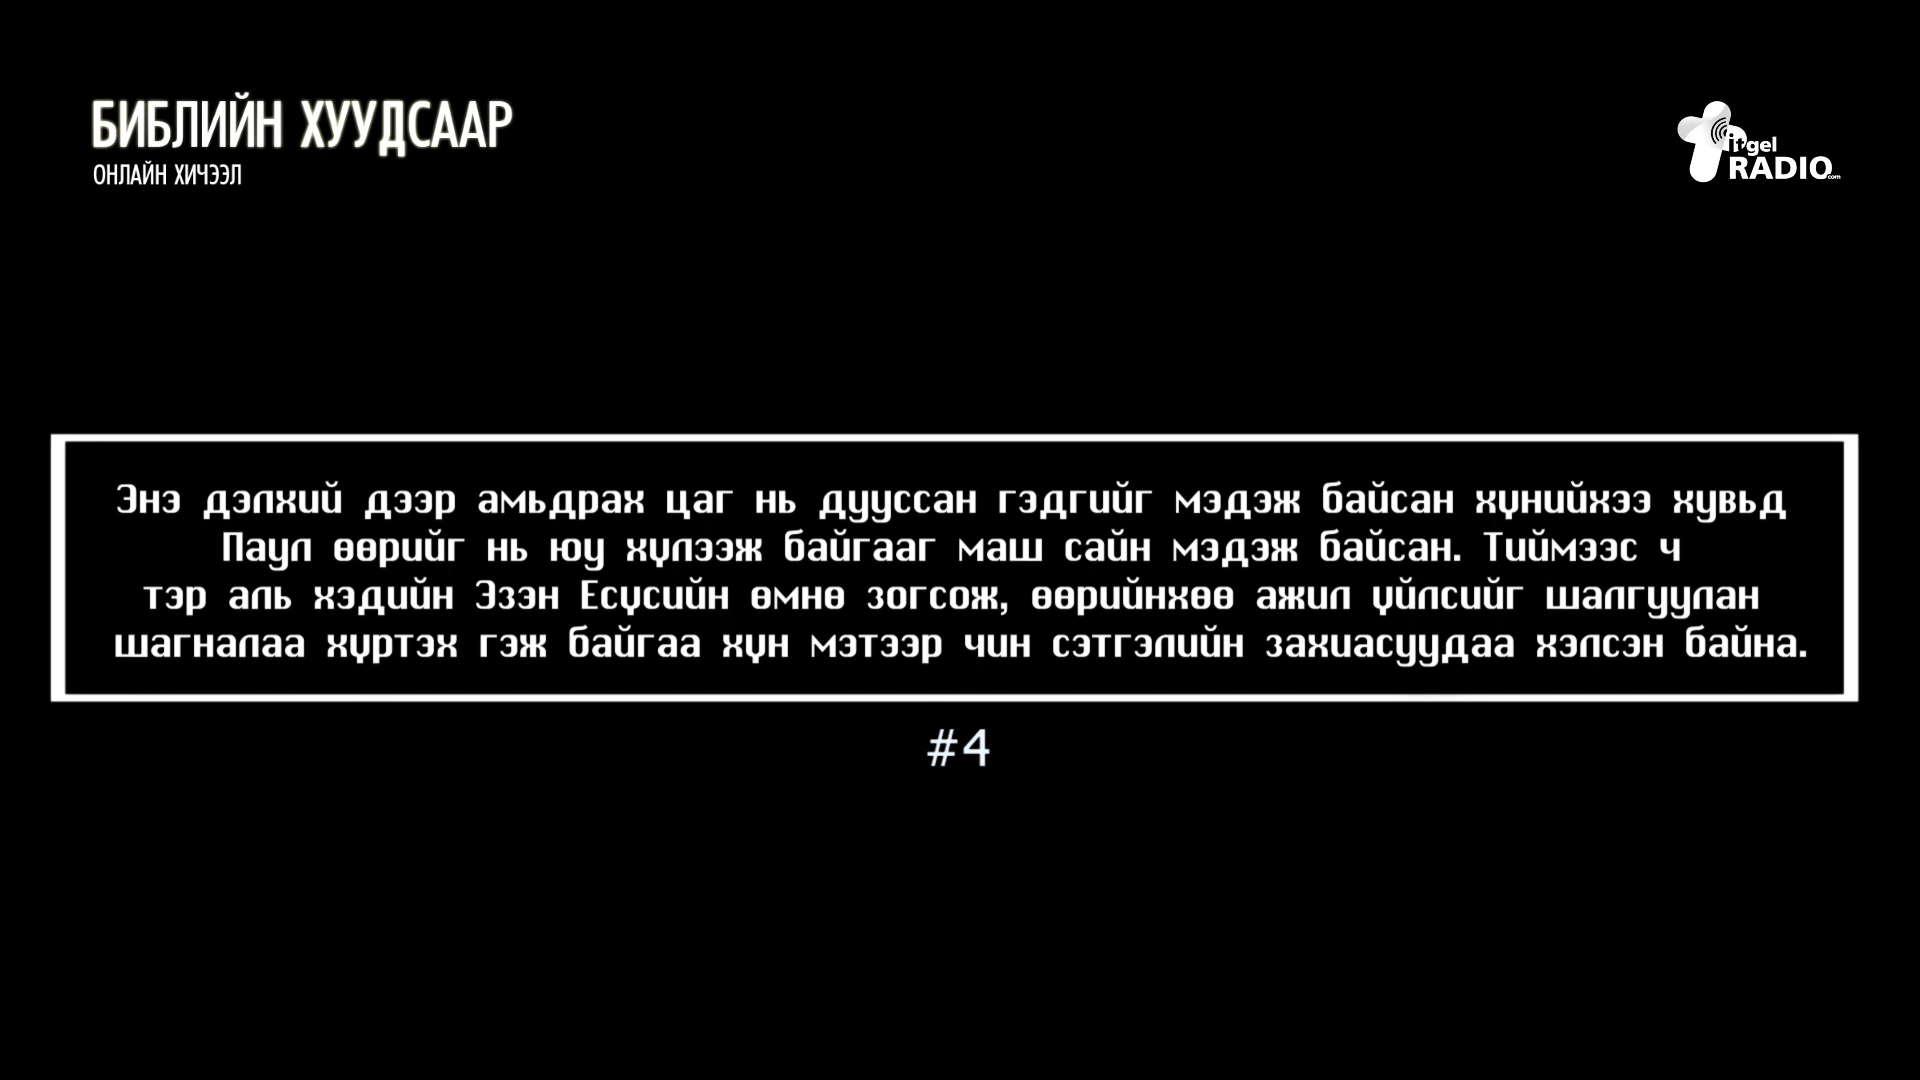 БИБЛИЙН ХУУДСААР
ОНЛАЙН ХИЧЭЭЛ
itgel
RADIO.com
Энэ дэлхий дээр амьдрах цаг нь дууссан гэдгийг мэдэж байсан хүнийхээ хувьд
Паул өөрийг нь юу хүлээж байгааг маш сайн мэдэж байсан. Тиймээс ч
тэр аль хэдийн Эзэн Есүсийн өмнө зогсож, өөрийнхөө ажил үйлсийг шалгуулан
шагналаа хүртэх гэж байгаа хүн мэтээр чин сэтгэлийн захиасуудаа хэлсэн байна.
#4